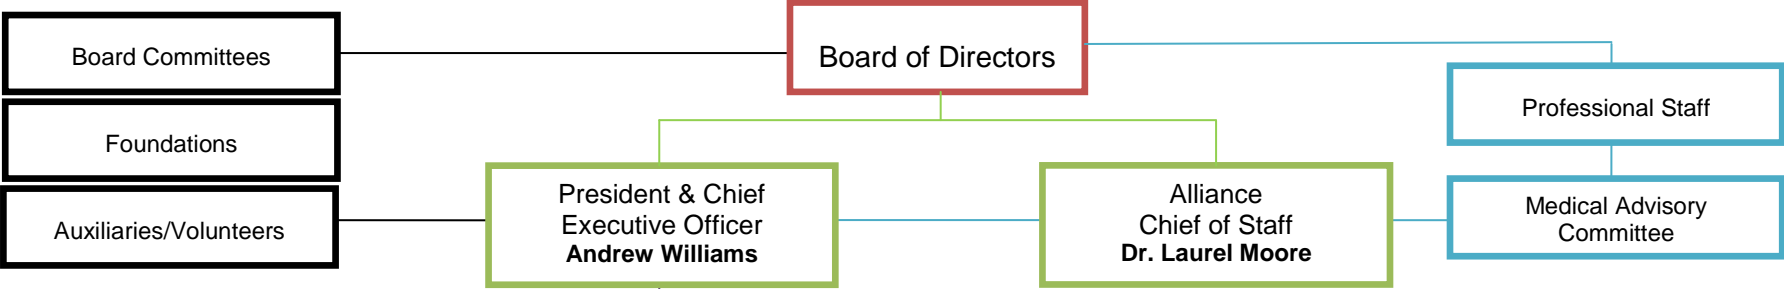 Board Committees
Board of Directors
Professional Staff
Foundations
President & Chief
Executive Officer
Andrew Williams
Alliance
Chief of Staff
Dr. Laurel Moore
Medical Advisory
Committee
Auxiliaries/Volunteers